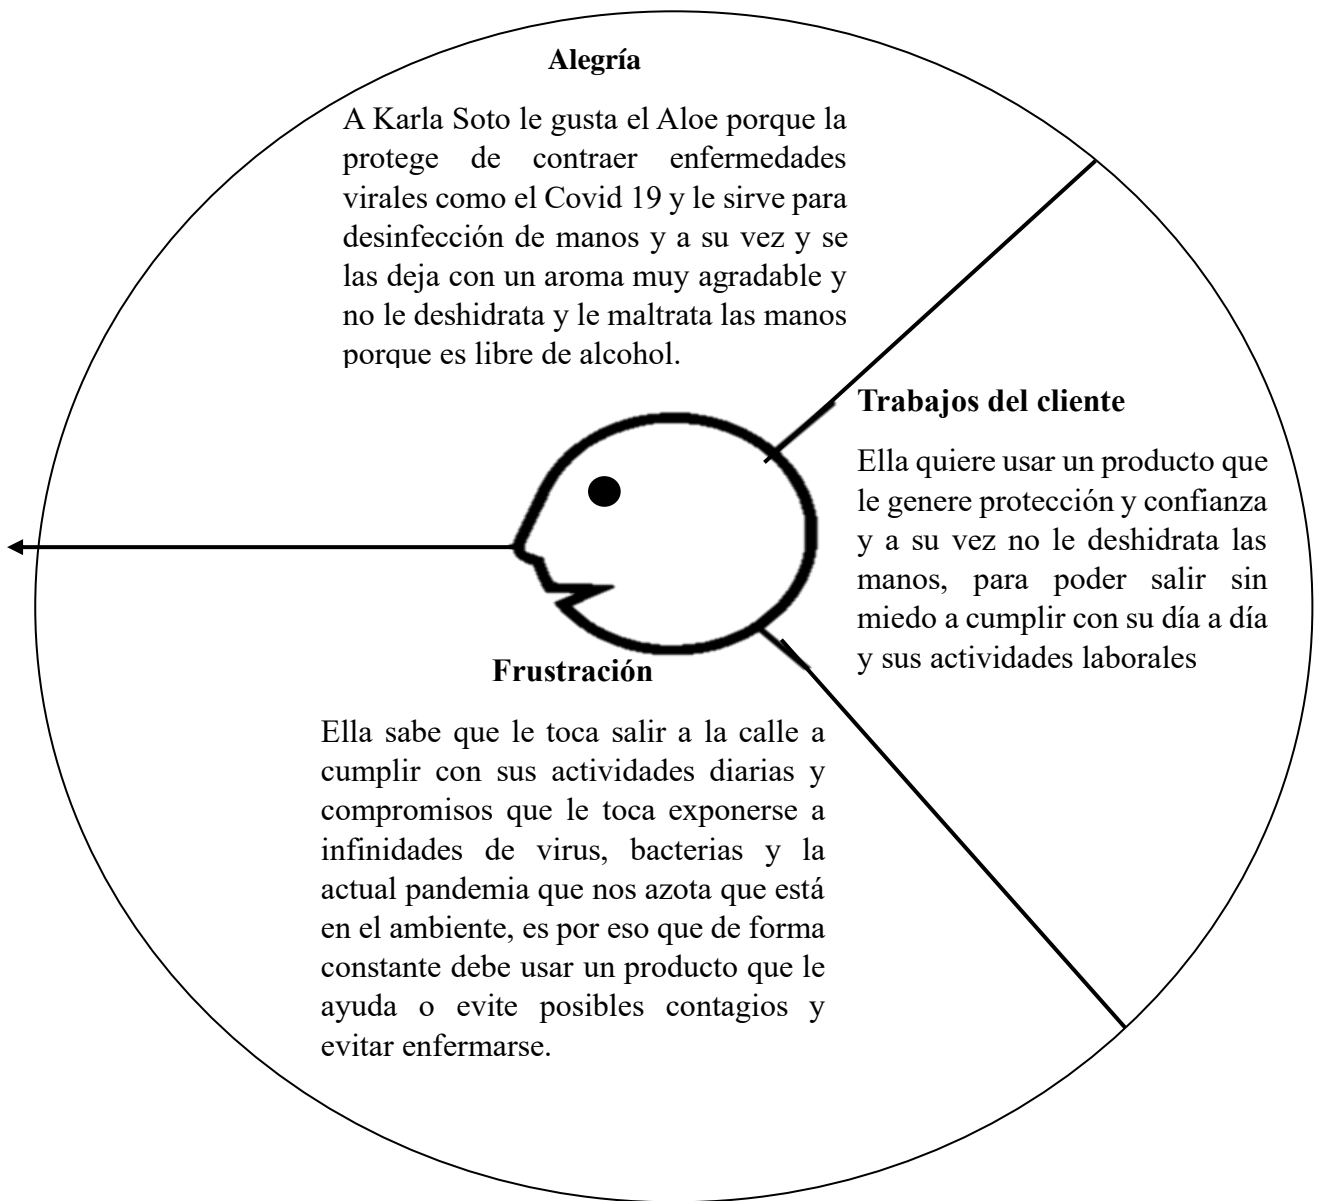 Alegría
A Karla Soto le gusta el Aloe porque la
protege de contraer enfermedades
virales como el Covid 19 y le sirve para
desinfección de manos y a su vez y se
las deja con un aroma muy agradable y
no le deshidrata y le maltrata las manos
porque es libre de alcohol.
Trabajos del cliente
Ella quiere usar un producto que
le genere protección y confianza
y a su vez no le deshidrata las
manos, para poder salir sin
miedo a cumplir con su día a día
y sus actividades laborales
Frustración
Ella sabe que le toca salir a la calle a
cumplir con sus actividades diarias y
compromisos que le toca exponerse a
infinidades de virus, bacterias y la
actual pandemia que nos azota que está
en el ambiente, es por eso que de forma
constante debe usar un producto que le
ayuda o evite posibles contagios y
evitar enfermarse.